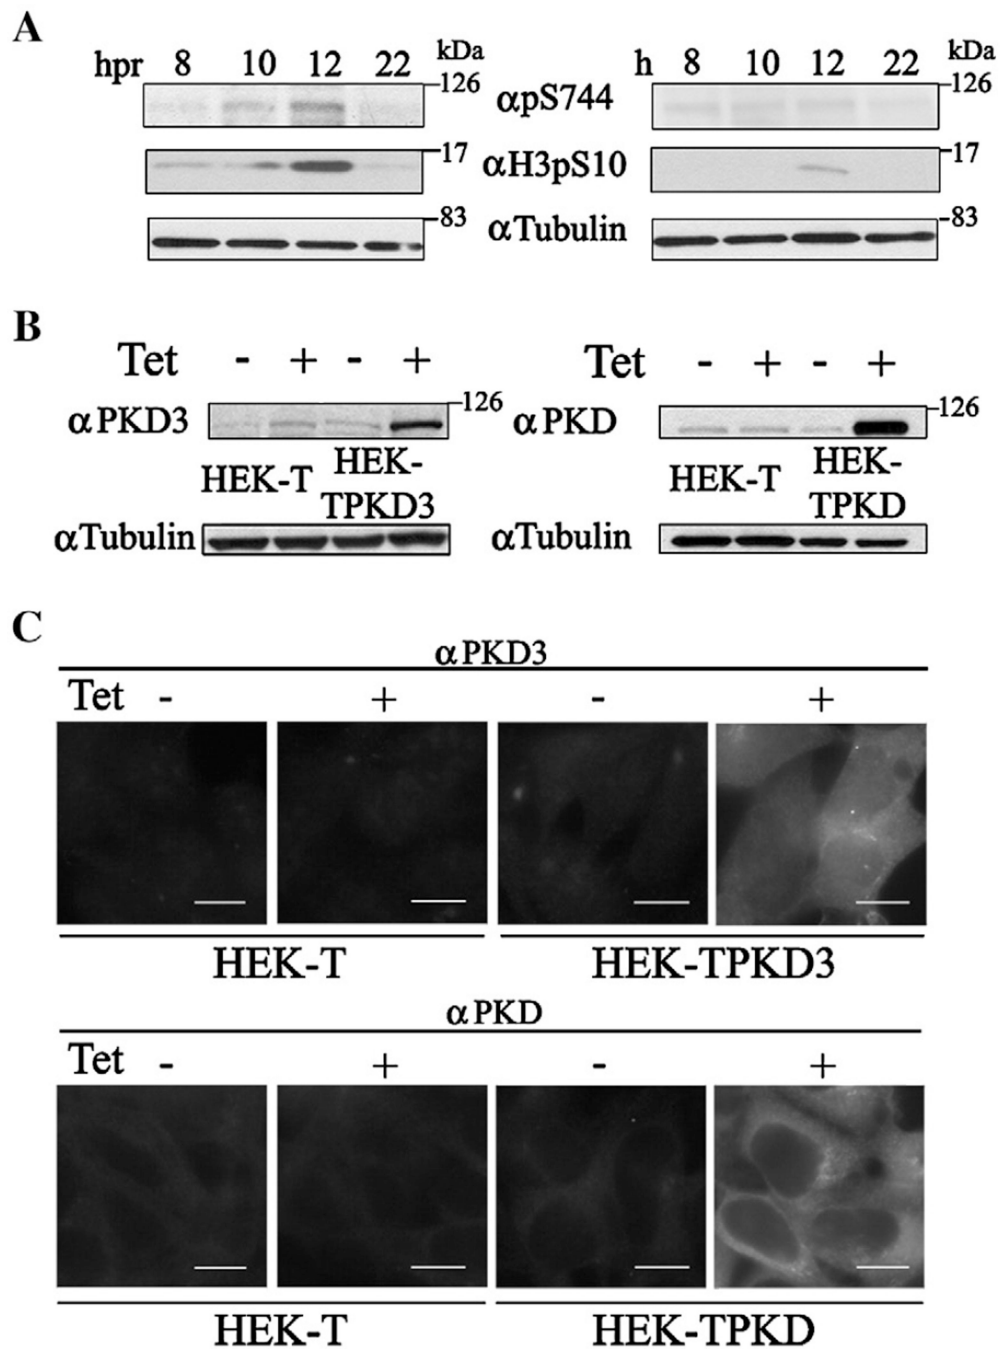 A
hpr 8 10 12 22 kDa h 8 10 12 22 kDa
126 αpS744 126
17 αH3pS10 17
83 αTubulin 83
B
Tet - + - + Tet - + - +
αPKD3 126 αPKD 126
HEK-T HEK-TPKD3 HEK-T HEK-TPKD
αTubulin αTubulin
C
αPKD3
Tet - + - +
HEK-T HEK-TPKD3
αPKD
Tet - + - +
HEK-T HEK-TPKD